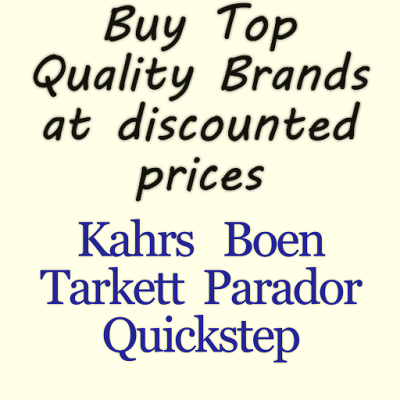 Buy Top
Quality Brands
at discounted
prices
Kahrs Boen
Tarkett Parador
Quickstep